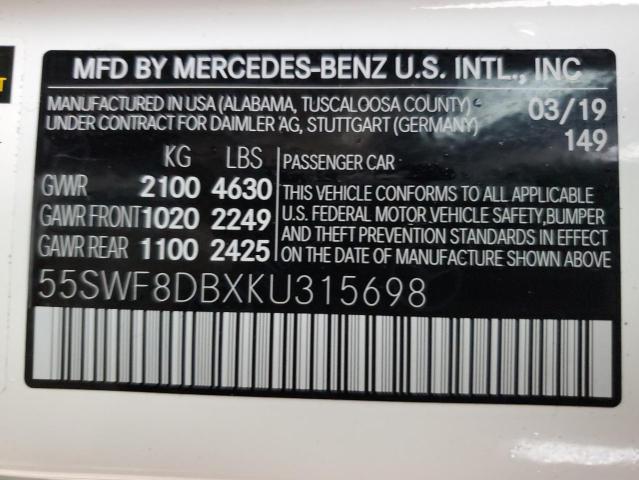 MFD BY MERCEDES-BENZ U.S. INTL., INC
MANUFACTURED IN USA (ALABAMA, TUSCALOOSA COUNTY) 03/19
UNDER CONTRACT FOR DAIMLER AG, STUTTGART (GERMANY) 149
KG LBS PASSENGER CAR
GVWR 2100 4630
GAWR FRONT 1020 2249
GAWR REAR 1100 2425
THIS VEHICLE CONFORMS TO ALL APPLICABLE
U.S. FEDERAL MOTOR VEHICLE SAFETY, BUMPER
AND THEFT PREVENTION STANDARDS IN EFFECT
ON THE DATE OF MANUFACTURE SHOWN ABOVE
55SWF8DBXKU315698